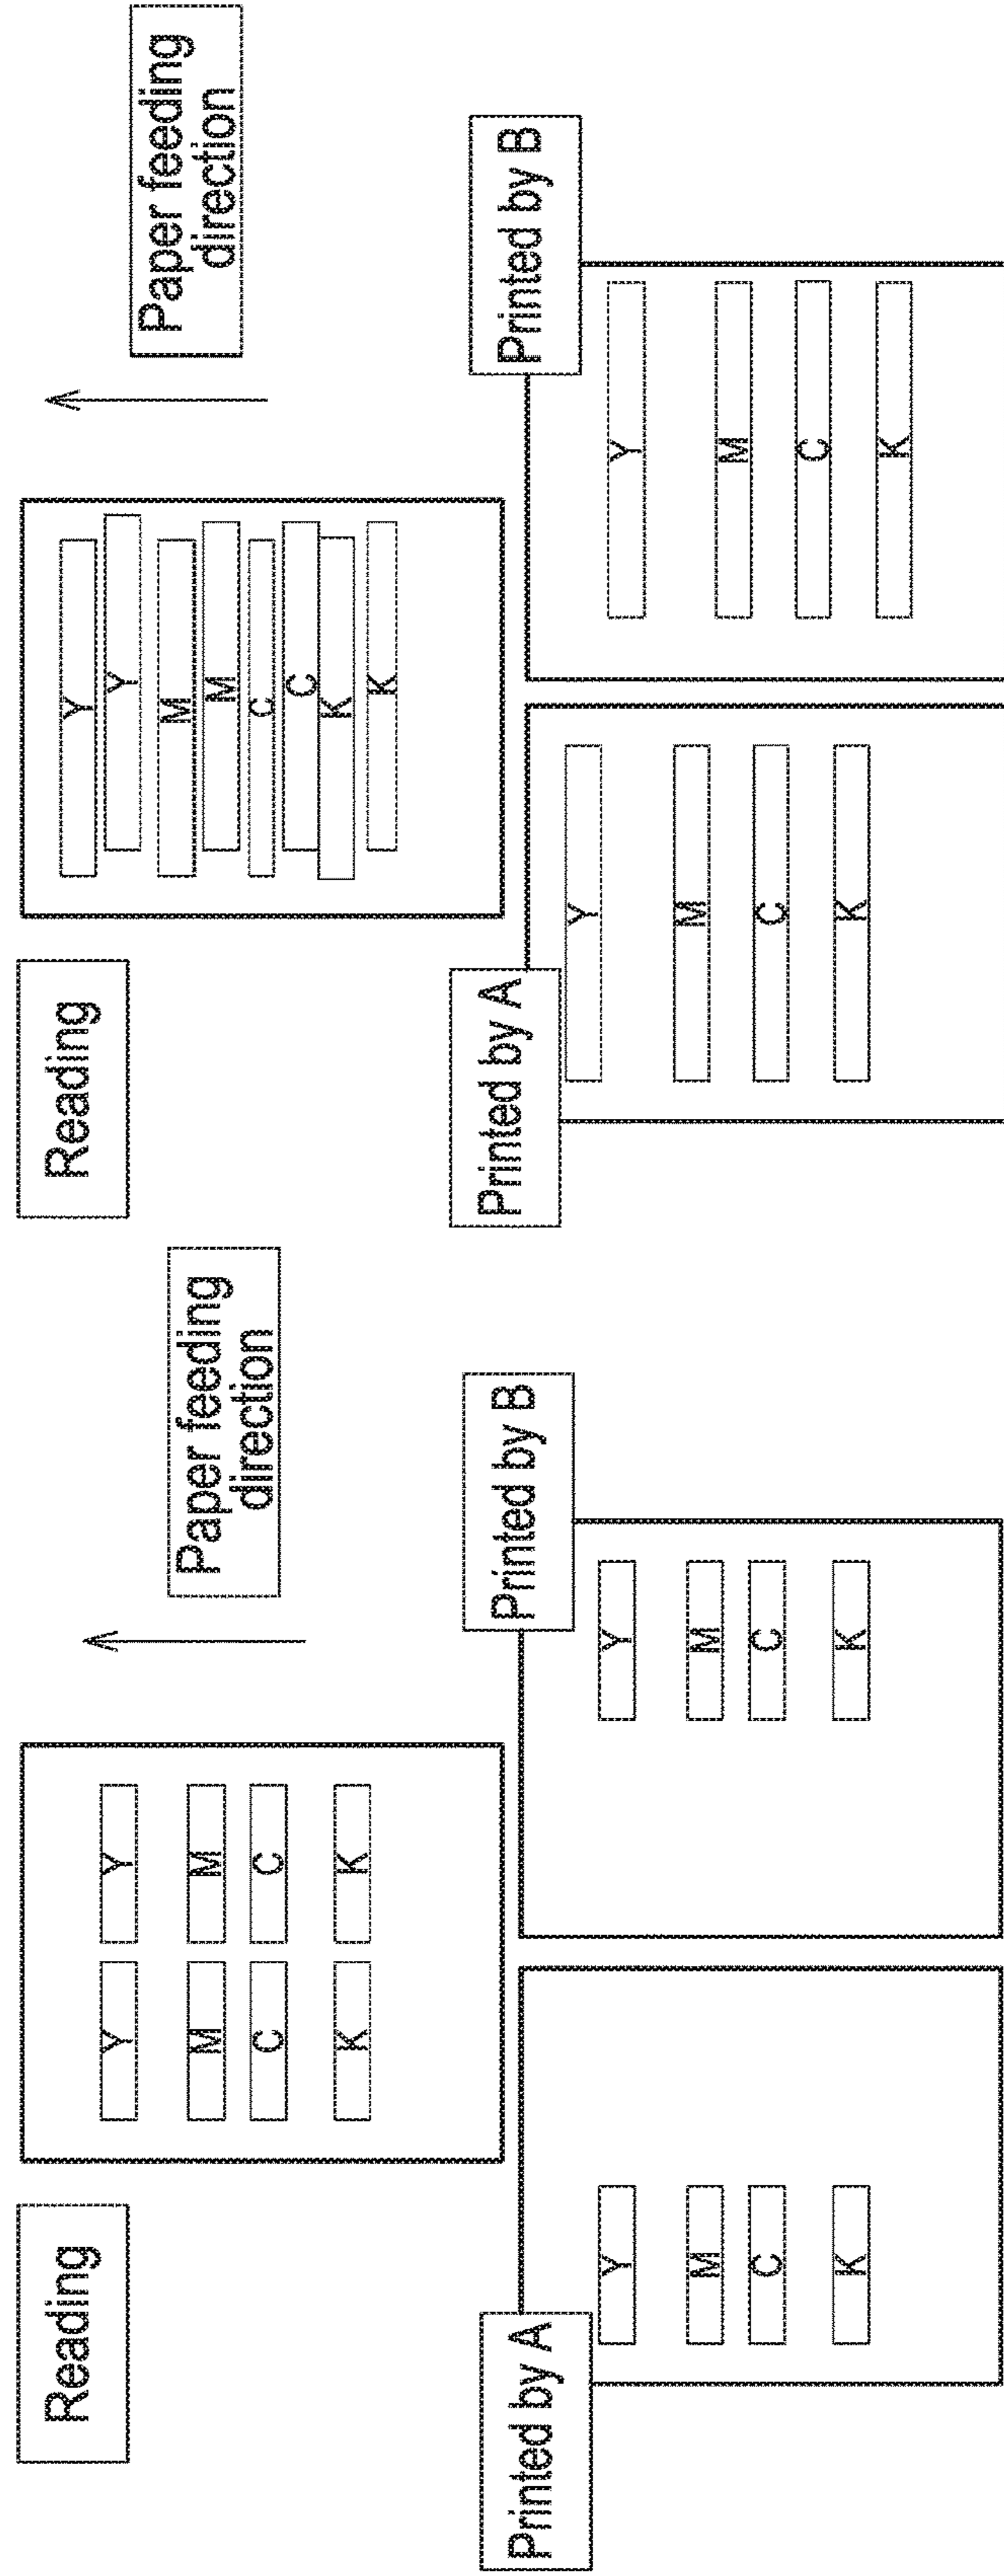 Reading
Y Y
M M
C C
K K
Paper feeding
direction
Printed by A
Y
M
C
K
Printed by B
Y
M
C
K
Reading
Y
Y
M
M
C
C
K
K
Paper feeding
direction
Printed by A
Y
M
C
K
Printed by B
Y
M
C
K